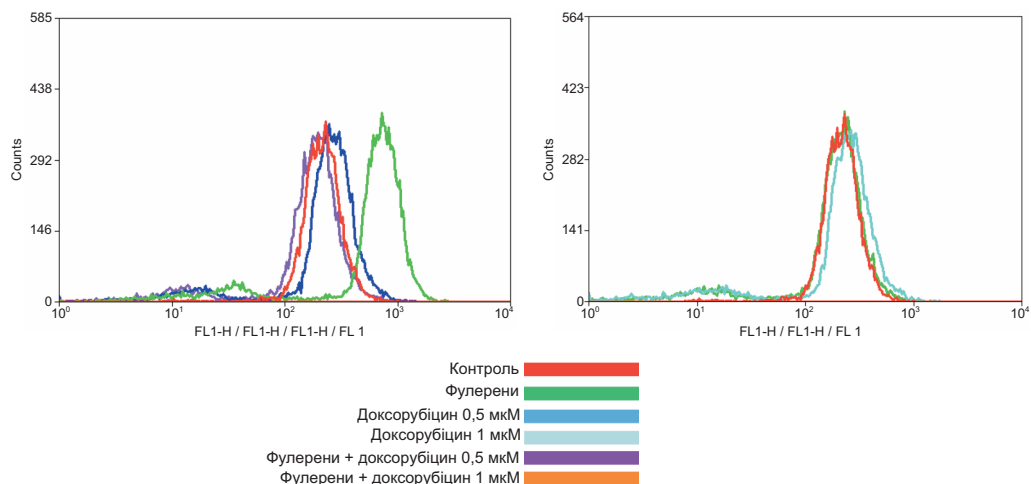 585
438
292
146
0
Counts
10⁰
10¹
10²
10³
10⁴
FL1-H / FL1-H / FL1-H / FL 1
564
423
282
141
0
Counts
10⁰
10¹
10²
10³
10⁴
FL1-H / FL1-H / FL 1
Контроль
Фулерени
Доксорубіцин 0,5 мкМ
Доксорубіцин 1 мкМ
Фулерени + доксорубіцин 0,5 мкМ
Фулерени + доксорубіцин 1 мкМ